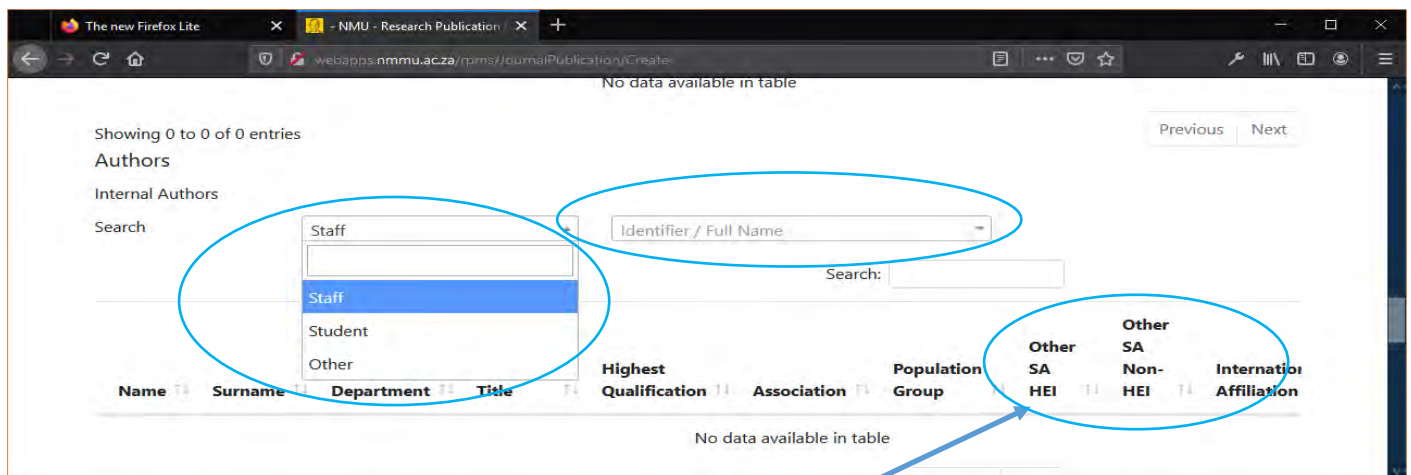 The new Firefox Lite
- NMU - Research Publication
webapps.nmmu.ac.za/rpms//JournalPublication/Create
No data available in table
Showing 0 to 0 of 0 entries
Previous Next
Authors
Internal Authors
Search Staff Identifier / Full Name
Search:
Staff
Student
Other
Name Surname Department Title Highest Qualification Association Population Group Other SA HEI Other SA Non-HEI Internation Affiliation
No data available in table